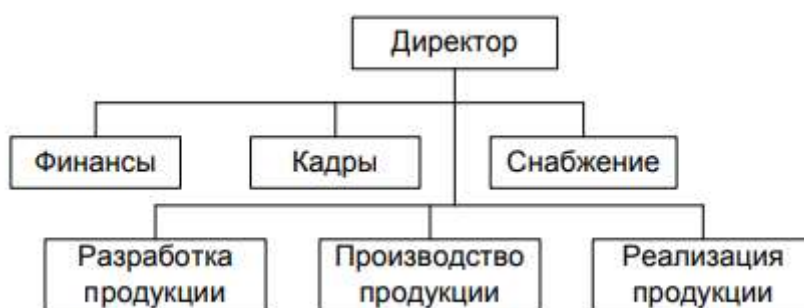 Директор
Финансы
Кадры
Снабжение
Разработка
продукции
Производство
продукции
Реализация
продукции